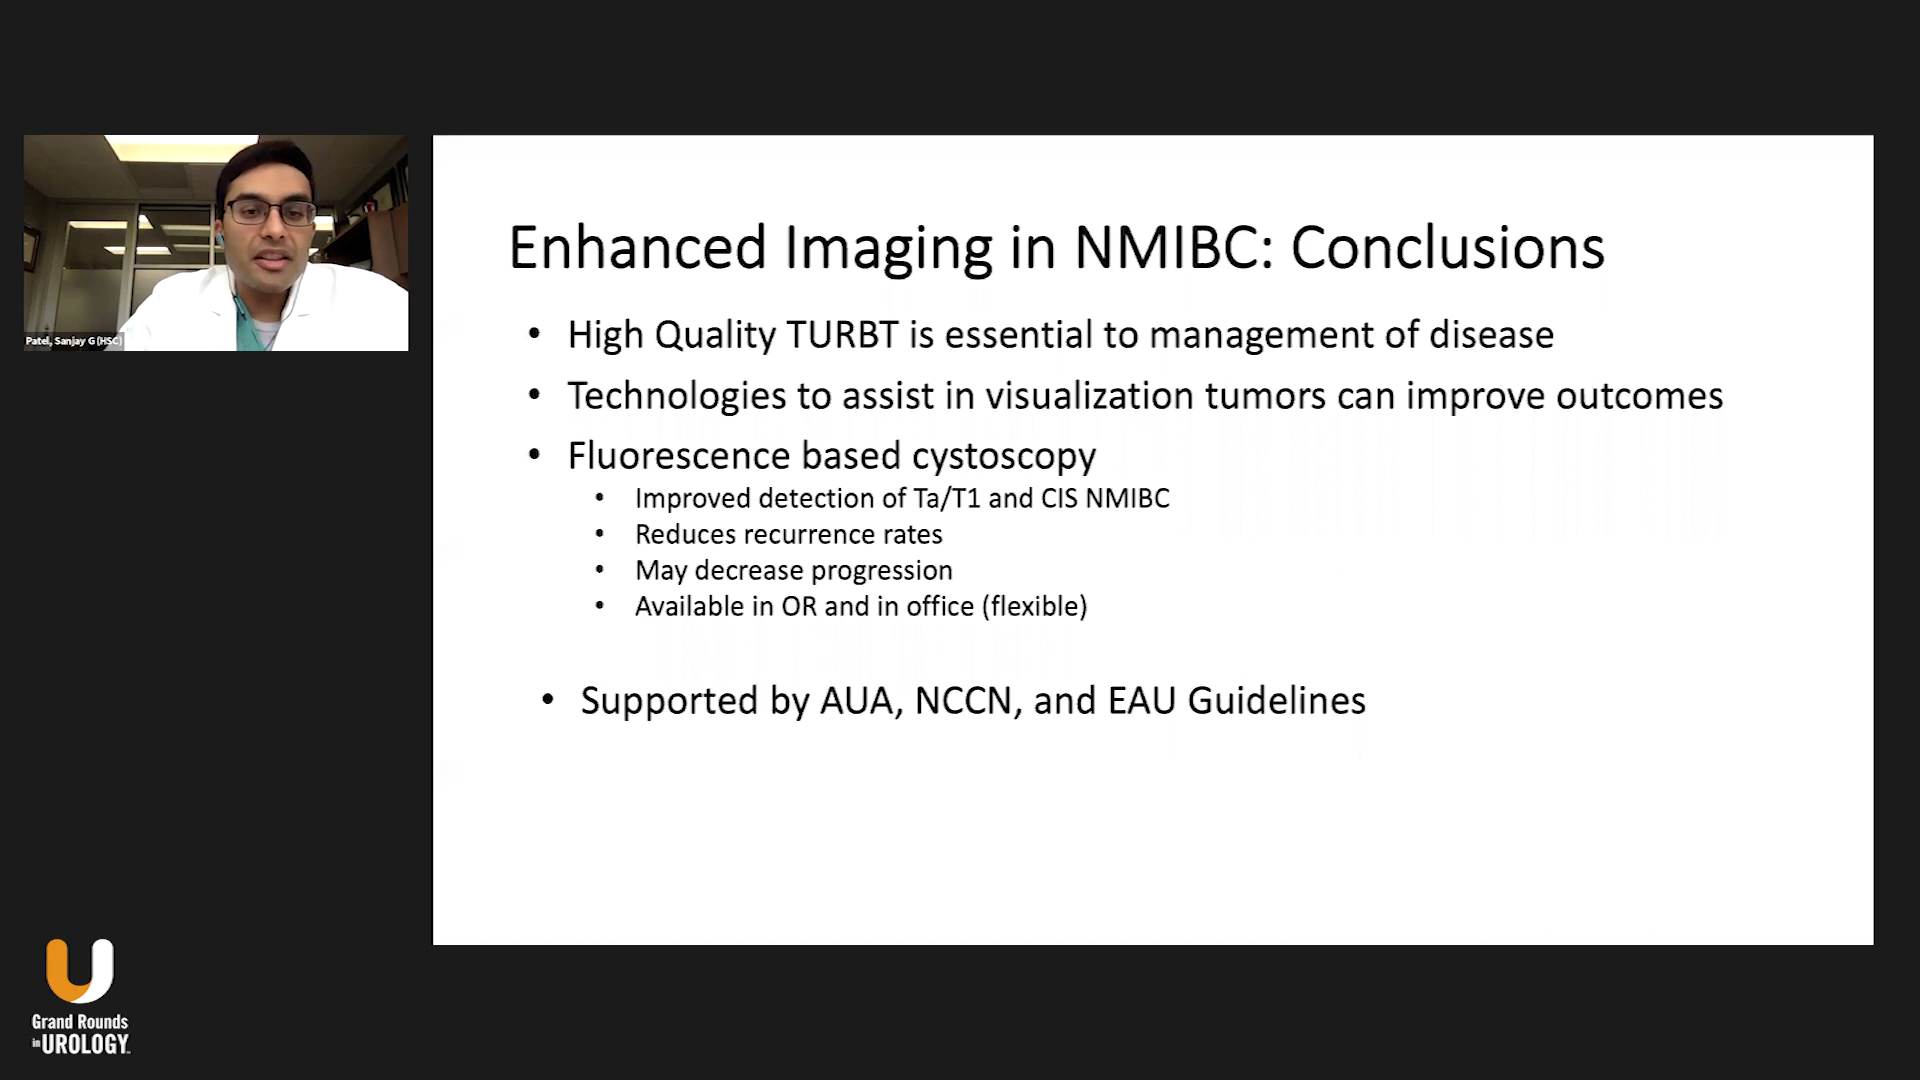 Patel, Sanjay G (HSC)
Enhanced Imaging in NMIBC: Conclusions
• High Quality TURBT is essential to management of disease
• Technologies to assist in visualization tumors can improve outcomes
• Fluorescence based cystoscopy
• Improved detection of Ta/T1 and CIS NMIBC
• Reduces recurrence rates
• May decrease progression
• Available in OR and in office (flexible)
• Supported by AUA, NCCN, and EAU Guidelines
Grand Rounds
in UROLOGY™